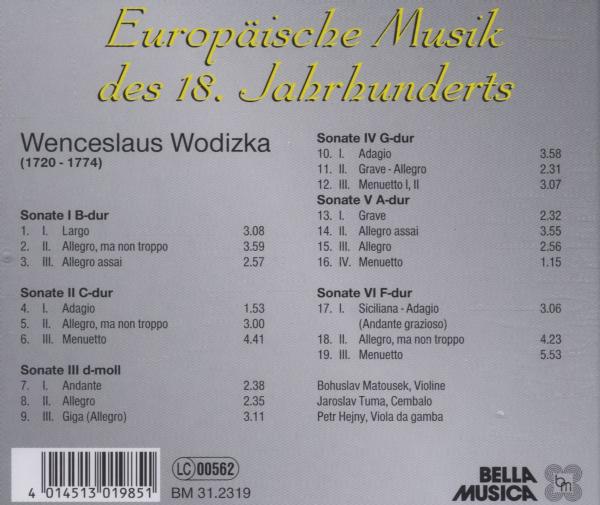 Europäische Musik
des 18. Jahrhunderts
Wenceslaus Wodizka
(1720 - 1774)
Sonate I B-dur
1. I. Largo 3.08
2. II. Allegro, ma non troppo 3.59
3. III. Allegro assai 2.57
Sonate II C-dur
4. I. Adagio 1.53
5. II. Allegro, ma non troppo 3.00
6. III. Menuetto 4.41
Sonate III d-moll
7. I. Andante 2.38
8. II. Allegro 2.35
9. III. Giga (Allegro) 3.11
Sonate IV G-dur
10. I. Adagio 3.58
11. II. Grave - Allegro 2.31
12. III. Menuetto I, II 3.07
Sonate V A-dur
13. I. Grave 2.32
14. II. Allegro assai 3.55
15. III. Allegro 2.56
16. IV. Menuetto 1.15
Sonate VI F-dur
17. I. Siciliana - Adagio 3.06
(Andante grazioso)
18. II. Allegro, ma non troppo 4.23
19. III. Menuetto 5.53
Bohuslav Matousek, Violine
Jaroslav Tuma, Cembalo
Petr Hejny, Viola da gamba
4 014513 019851
LC 00562
BM 31.2319
BELLA
MUSICA
bm